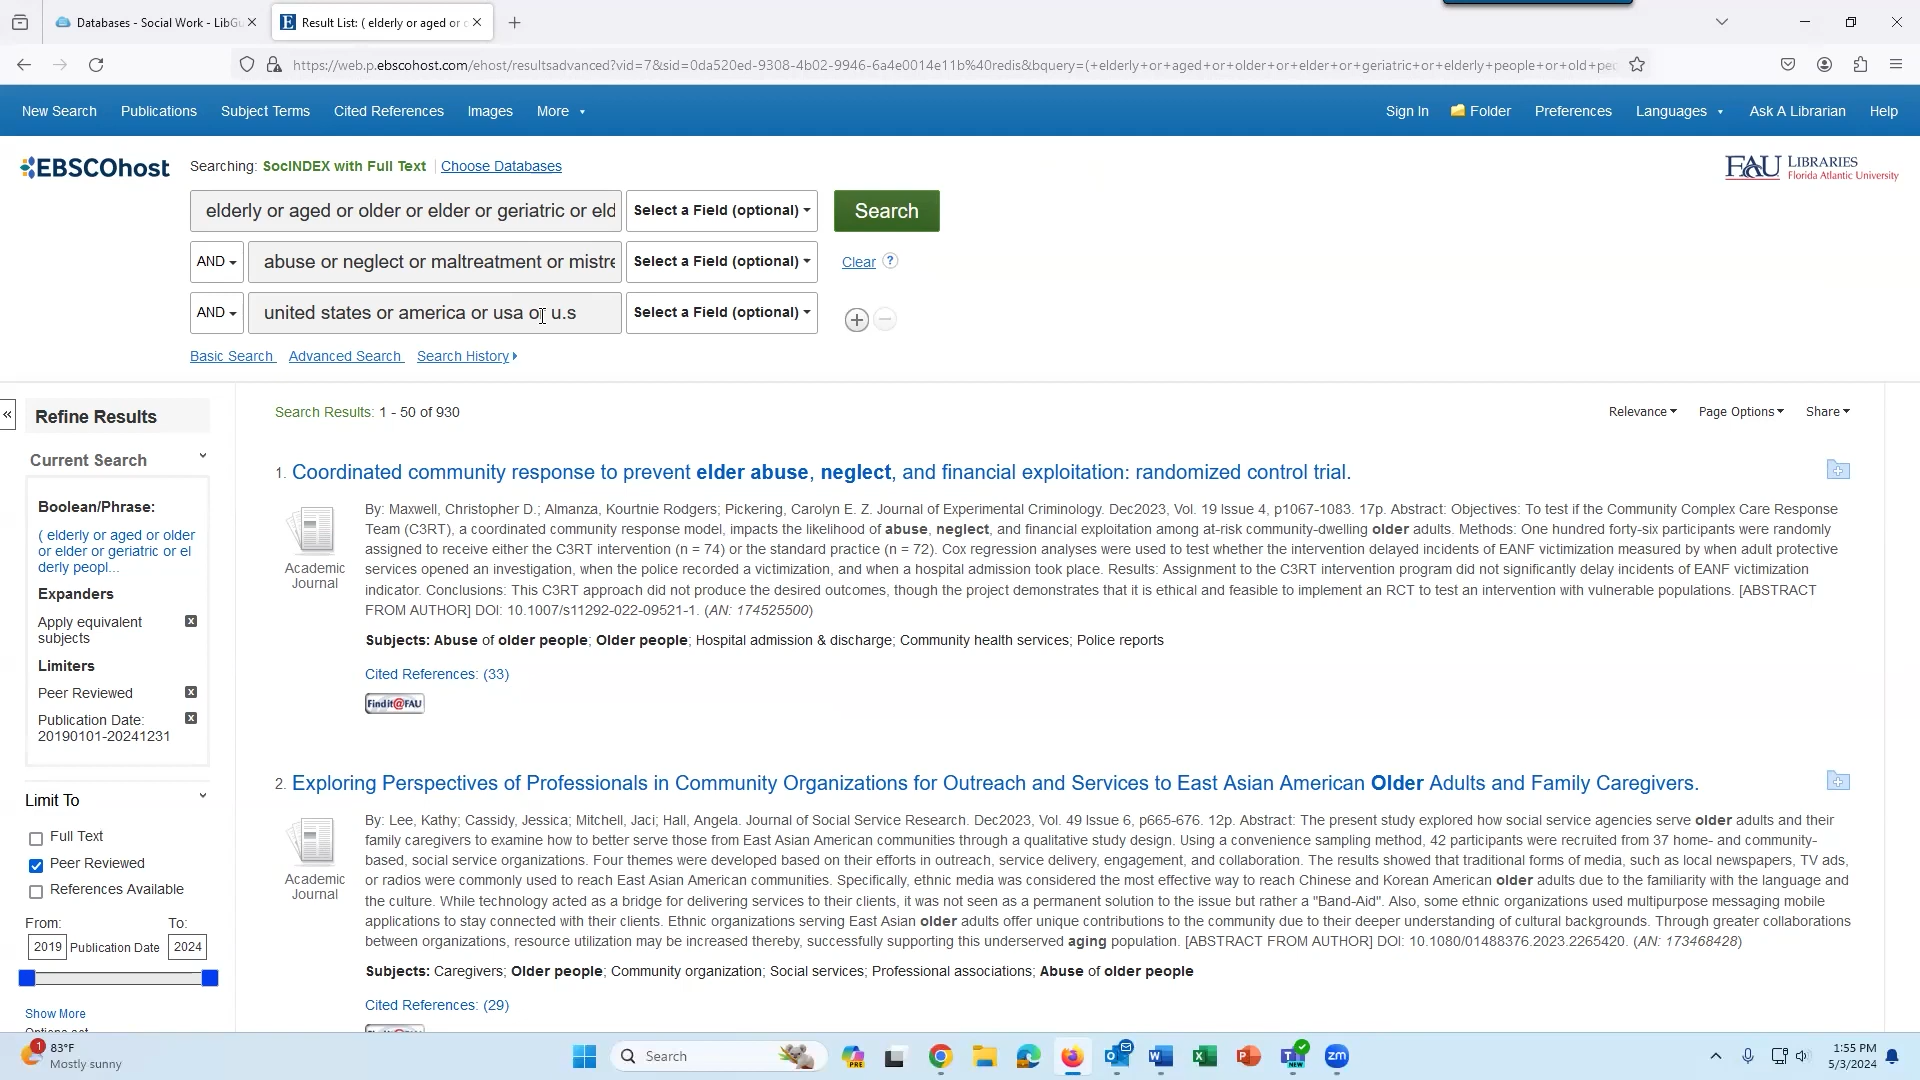 Databases - Social Work - LibGu
Result List: ( elderly or aged or o
https://web.p.ebscohost.com/ehost/resultsadvanced?vid=7&sid=0da520ed-9308-4b02-9946-6a4e0014e11b%40redis&bquery=(+elderly+or+aged+or+older+or+elder+or+geriatric+or+elderly+people+or+old+peo
New Search Publications Subject Terms Cited References Images More Sign In Folder Preferences Languages Ask A Librarian Help
EBSCOhost Searching: SocINDEX with Full Text Choose Databases
FAU LIBRARIES
Florida Atlantic University
elderly or aged or older or elder or geriatric or eld Select a Field (optional) Search
AND abuse or neglect or maltreatment or mistre Select a Field (optional) Clear ?
AND united states or america or usa or u.s Select a Field (optional)
Basic Search Advanced Search Search History
Refine Results
Current Search
Boolean/Phrase:
( elderly or aged or older
or elder or geriatric or el
derly peopl...
Expanders
Apply equivalent
subjects
Limiters
Peer Reviewed
Publication Date:
20190101-20241231
Limit To
Full Text
Peer Reviewed
References Available
From: To:
2019 Publication Date 2024
Show More
Search Results: 1 - 50 of 930 Relevance Page Options Share
1. Coordinated community response to prevent elder abuse, neglect, and financial exploitation: randomized control trial.
Academic
Journal
By: Maxwell, Christopher D.; Almanza, Kourtnie Rodgers; Pickering, Carolyn E. Z. Journal of Experimental Criminology. Dec2023, Vol. 19 Issue 4, p1067-1083. 17p. Abstract: Objectives: To test if the Community Complex Care Response
Team (C3RT), a coordinated community response model, impacts the likelihood of abuse, neglect, and financial exploitation among at-risk community-dwelling older adults. Methods: One hundred forty-six participants were randomly
assigned to receive either the C3RT intervention (n = 74) or the standard practice (n = 72). Cox regression analyses were used to test whether the intervention delayed incidents of EANF victimization measured by when adult protective
services opened an investigation, when the police recorded a victimization, and when a hospital admission took place. Results: Assignment to the C3RT intervention program did not significantly delay incidents of EANF victimization
indicator. Conclusions: This C3RT approach did not produce the desired outcomes, though the project demonstrates that it is ethical and feasible to implement an RCT to test an intervention with vulnerable populations. [ABSTRACT
FROM AUTHOR] DOI: 10.1007/s11292-022-09521-1. (AN: 174525500)
Subjects: Abuse of older people; Older people; Hospital admission & discharge; Community health services; Police reports
Cited References: (33)
Findit@FAU
2. Exploring Perspectives of Professionals in Community Organizations for Outreach and Services to East Asian American Older Adults and Family Caregivers.
Academic
Journal
By: Lee, Kathy; Cassidy, Jessica; Mitchell, Jaci; Hall, Angela. Journal of Social Service Research. Dec2023, Vol. 49 Issue 6, p665-676. 12p. Abstract: The present study explored how social service agencies serve older adults and their
family caregivers to examine how to better serve those from East Asian American communities through a qualitative study design. Using a convenience sampling method, 42 participants were recruited from 37 home- and community-
based, social service organizations. Four themes were developed based on their efforts in outreach, service delivery, engagement, and collaboration. The results showed that traditional forms of media, such as local newspapers, TV ads,
or radios were commonly used to reach East Asian American communities. Specifically, ethnic media was considered the most effective way to reach Chinese and Korean American older adults due to the familiarity with the language and
the culture. While technology acted as a bridge for delivering services to their clients, it was not seen as a permanent solution to the issue but rather a "Band-Aid". Also, some ethnic organizations used multipurpose messaging mobile
applications to stay connected with their clients. Ethnic organizations serving East Asian older adults offer unique contributions to the community due to their deeper understanding of cultural backgrounds. Through greater collaborations
between organizations, resource utilization may be increased thereby, successfully supporting this underserved aging population. [ABSTRACT FROM AUTHOR] DOI: 10.1080/01488376.2023.2265420. (AN: 173468428)
Subjects: Caregivers; Older people; Community organization; Social services; Professional associations; Abuse of older people
Cited References: (29)
1 83°F
Mostly sunny
Search
1:55 PM
5/3/2024